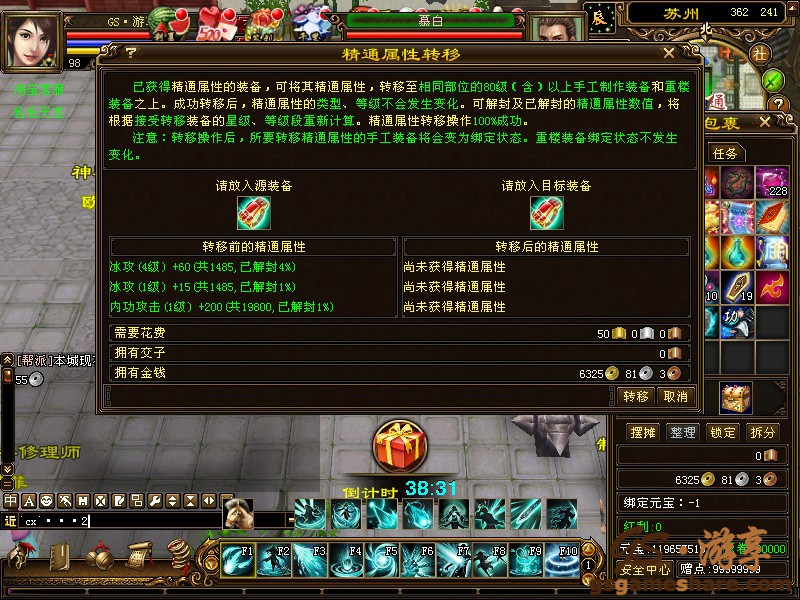 GS·游
慕白
辰
苏州 362 241
北
社
98
精通属性转移
已获得精通属性的装备，可将其精通属性，转移至相同部位的80级（含）以上手工制作装备和重楼
装备之上。成功转移后，精通属性的类型、等级不会发生变化。可解封及已解封的精通属性数值，将
根据接受转移装备的星级、等级段重新计算。精通属性转移操作100%成功。
注意：转移操作后，所要转移精通属性的手工装备将会变为绑定状态。重楼装备绑定状态不发生
变化。
请放入源装备
请放入目标装备
转移前的精通属性
转移后的精通属性
冰攻(4级) +60(共1485,已解封4%)
尚未获得精通属性
冰攻(1级) +15(共1485,已解封1%)
尚未获得精通属性
内功攻击(1级) +200(共19800,已解封1%)
尚未获得精通属性
需要花费
50 0 0
拥有交子
0
拥有金钱
6325 81 3
转移 取消
包裹
任务
228
10 19
摆摊 整理 锁定 拆分
0
6325 81 3
绑定元宝:-1
红利:0
安全中心
[帮派]本城现
55
修理师
倒计时 38:31
中 A
近 cx···2
F1 F2 F3 F4 F5 F6 F7 F8 F9 F10
1
游享
gsgameshare.com